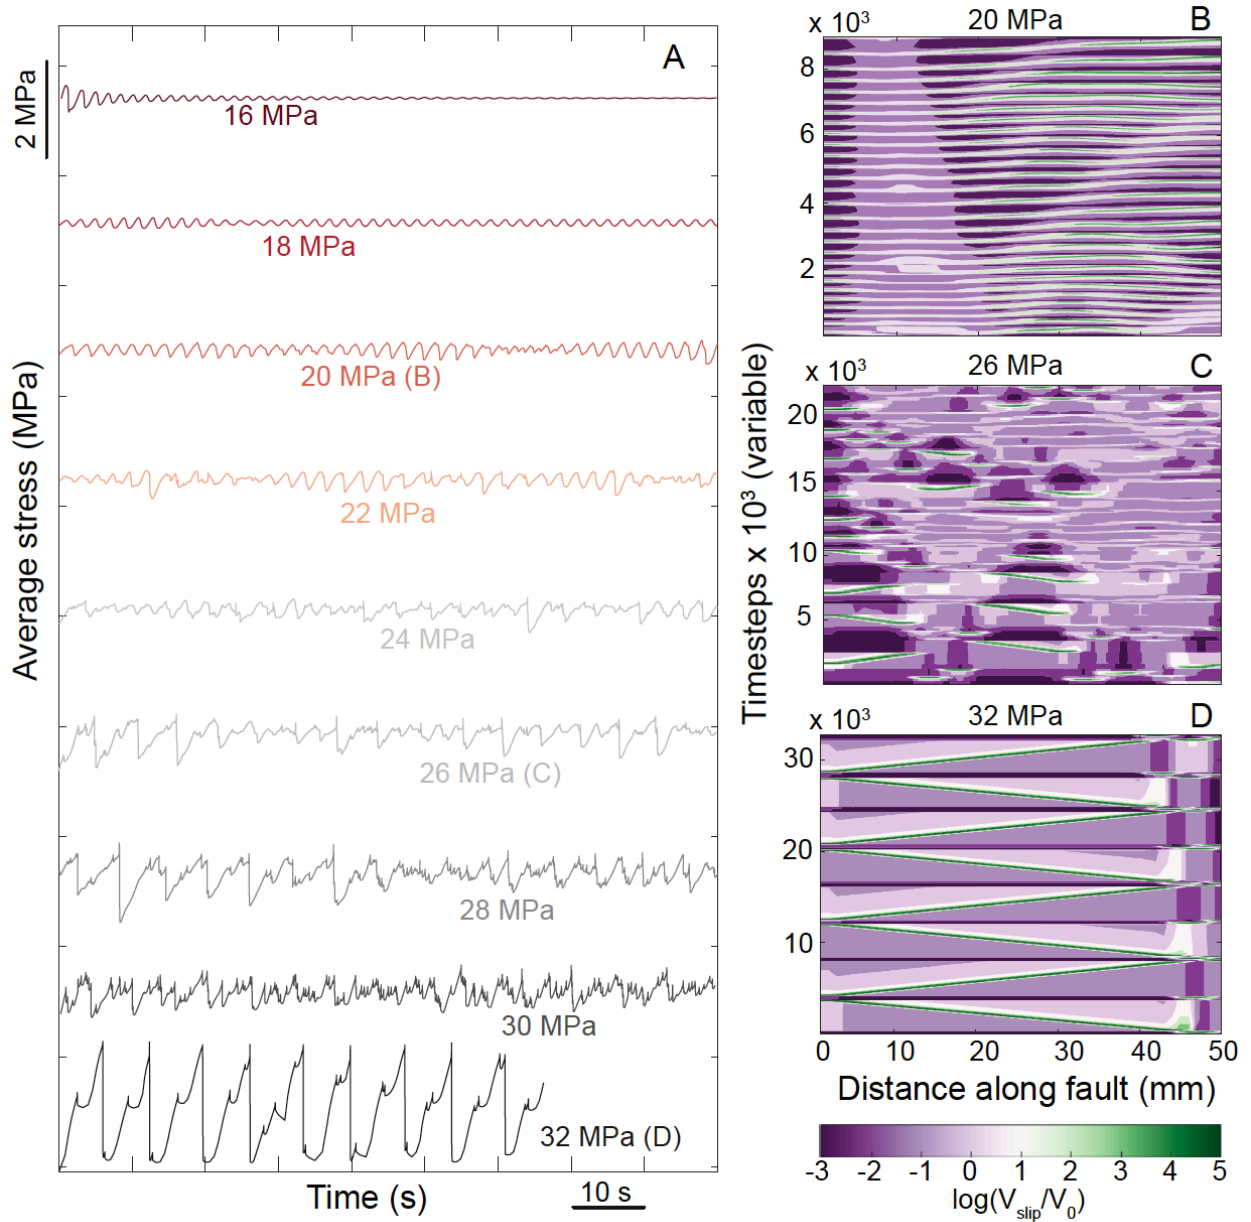 A
2 MPa
16 MPa
18 MPa
20 MPa (B)
22 MPa
24 MPa
26 MPa (C)
28 MPa
30 MPa
32 MPa (D)
Average stress (MPa)
Time (s)
10 s
x 10³ 20 MPa B
8
6
4
2
x 10³ 26 MPa C
20
15
10
5
Timesteps x 10³ (variable)
x 10³ 32 MPa D
30
20
10
0 10 20 30 40 50
Distance along fault (mm)
-3 -2 -1 0 1 2 3 4 5
log(V_slip/V_0)